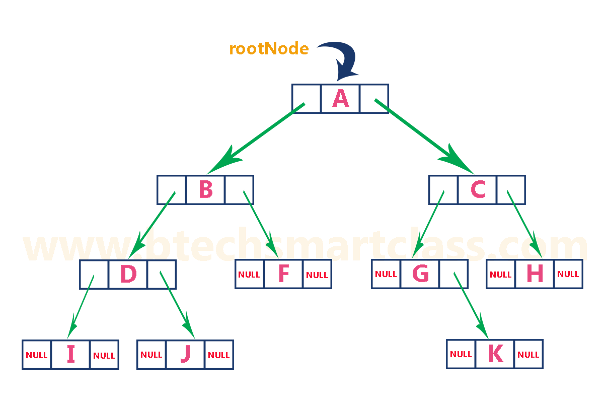 rootNode
A
B
C
www.btechsmartclass.com
D
NULL F NULL
NULL G
NULL H NULL
NULL I NULL
NULL J NULL
NULL K NULL